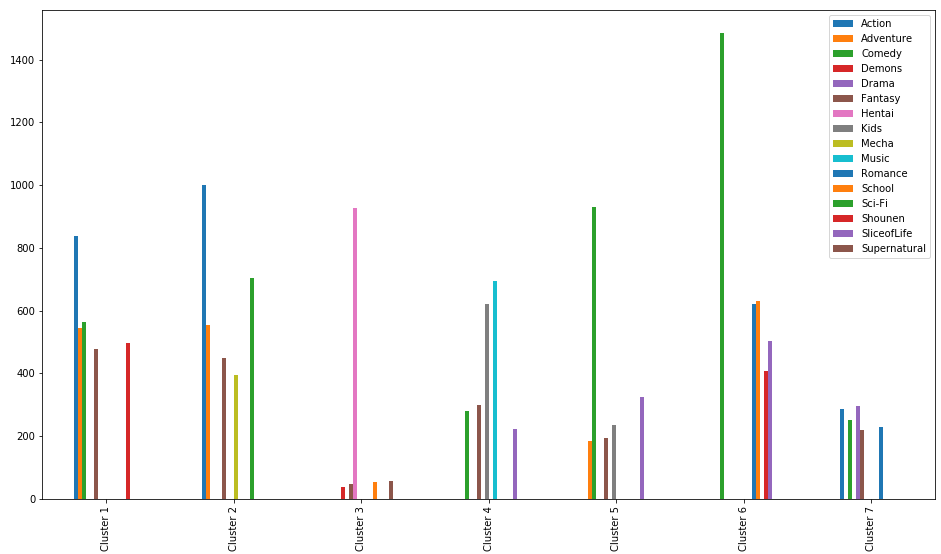 1400
1200
1000
800
600
400
200
0
Action
Adventure
Comedy
Demons
Drama
Fantasy
Hentai
Kids
Mecha
Music
Romance
School
Sci-Fi
Shounen
SliceofLife
Supernatural
Cluster 1
Cluster 2
Cluster 3
Cluster 4
Cluster 5
Cluster 6
Cluster 7